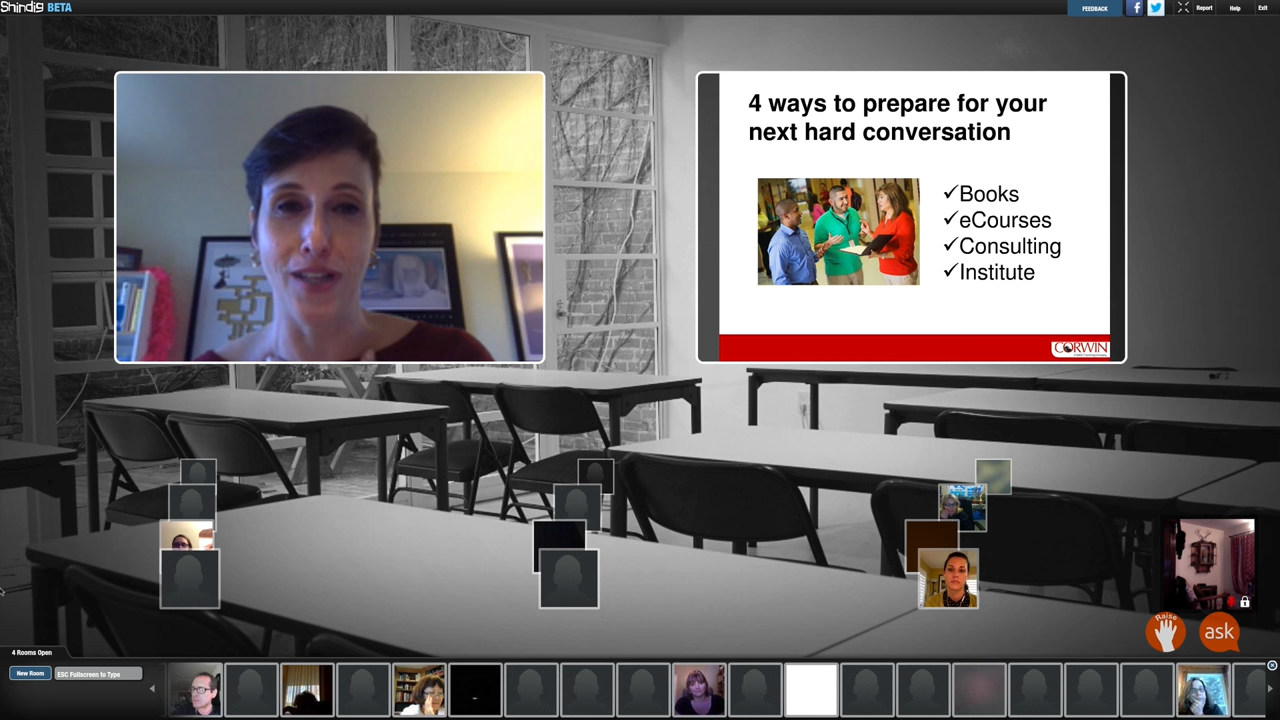 Shindig BETA
FEEDBACK
f
Report
Help
Exit
4 ways to prepare for your
next hard conversation
✓Books
✓eCourses
✓Consulting
✓Institute
CORWIN
Raise
ask
4 Rooms Open
New Room
ESC Fullscreen to Type